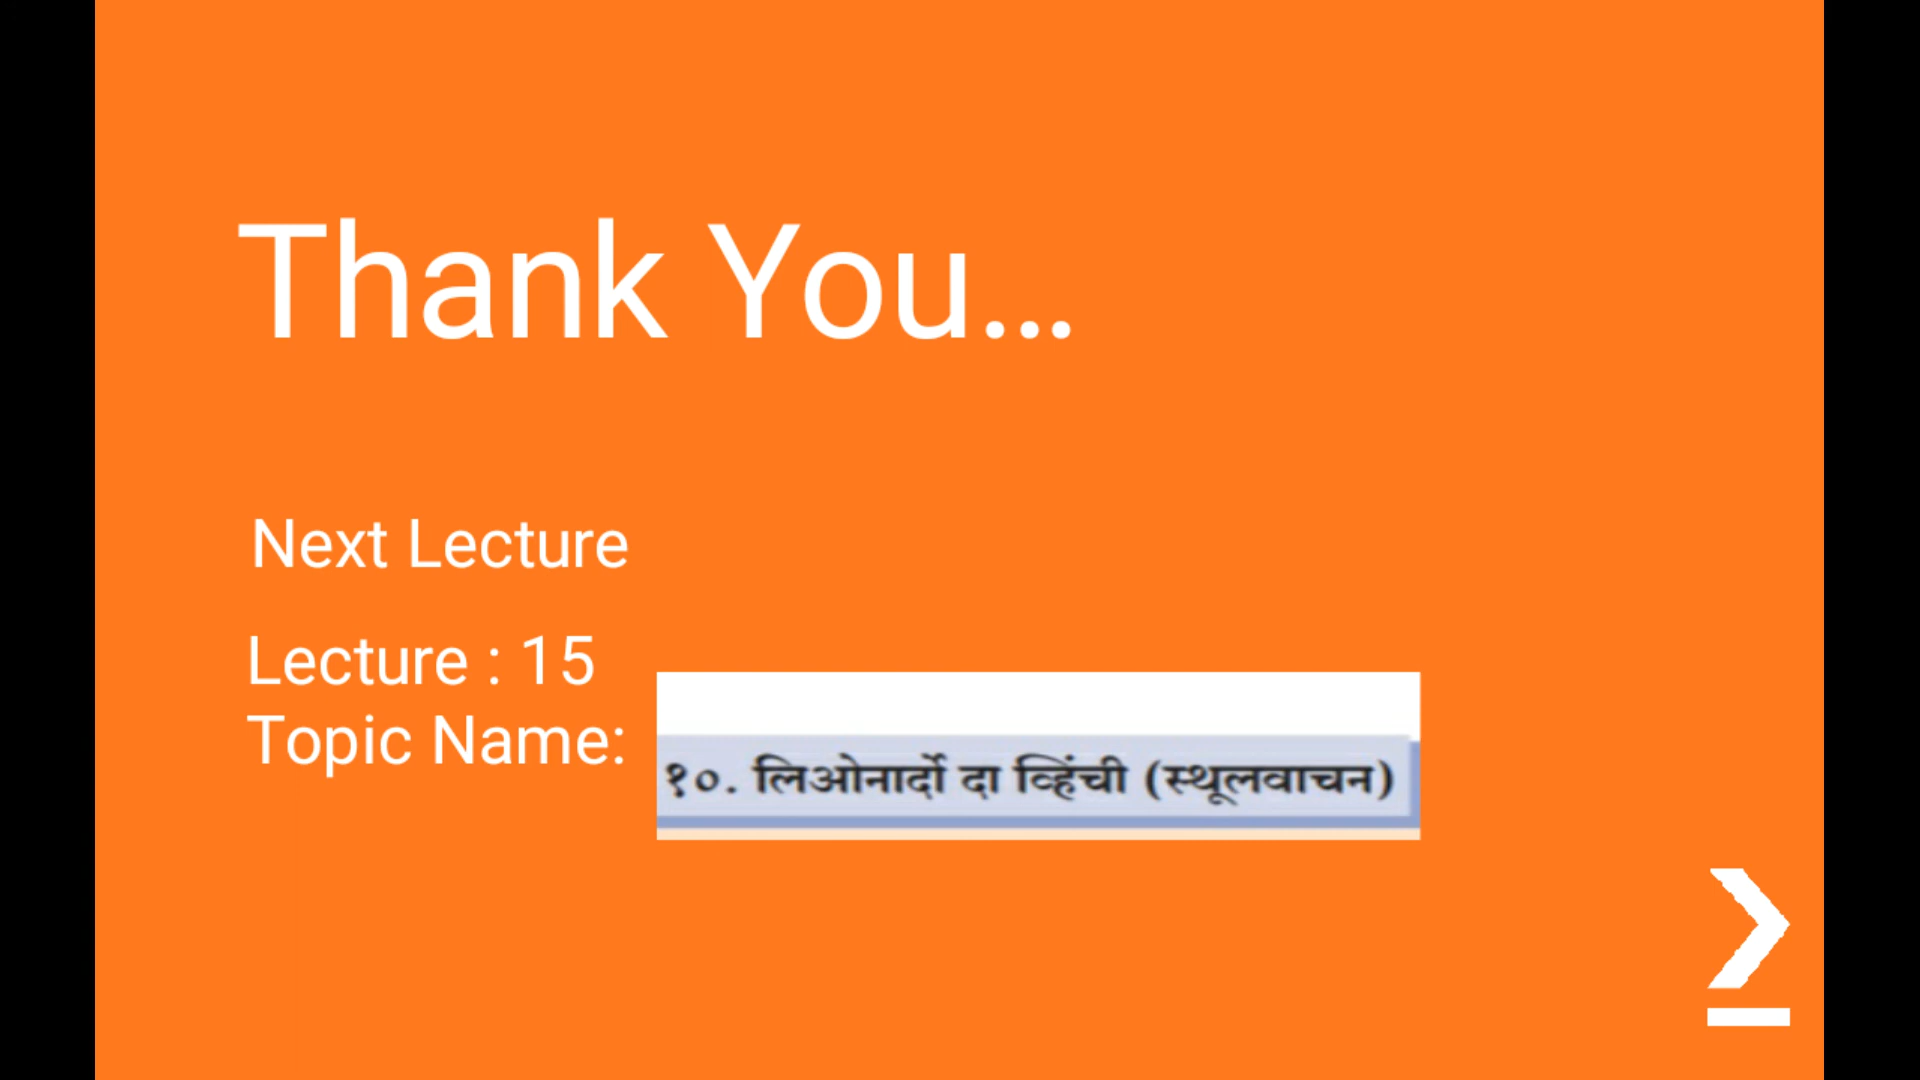 Thank You...
Next Lecture
Lecture : 15
Topic Name:
१०. लिओनार्दो दा व्हिंची (स्थूलवाचन)